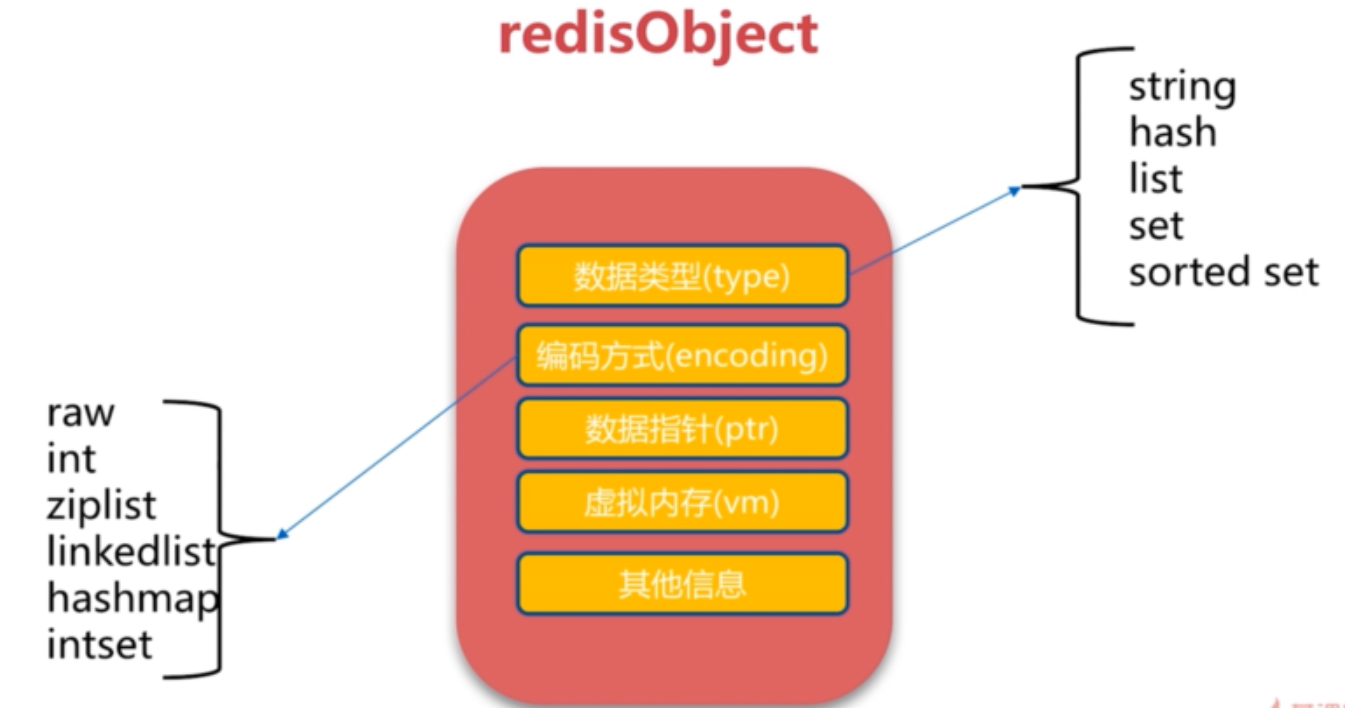 redisObject
string
hash
list
set
sorted set
数据类型(type)
编码方式(encoding)
数据指针(ptr)
虚拟内存(vm)
其他信息
raw
int
ziplist
linkedlist
hashmap
intset